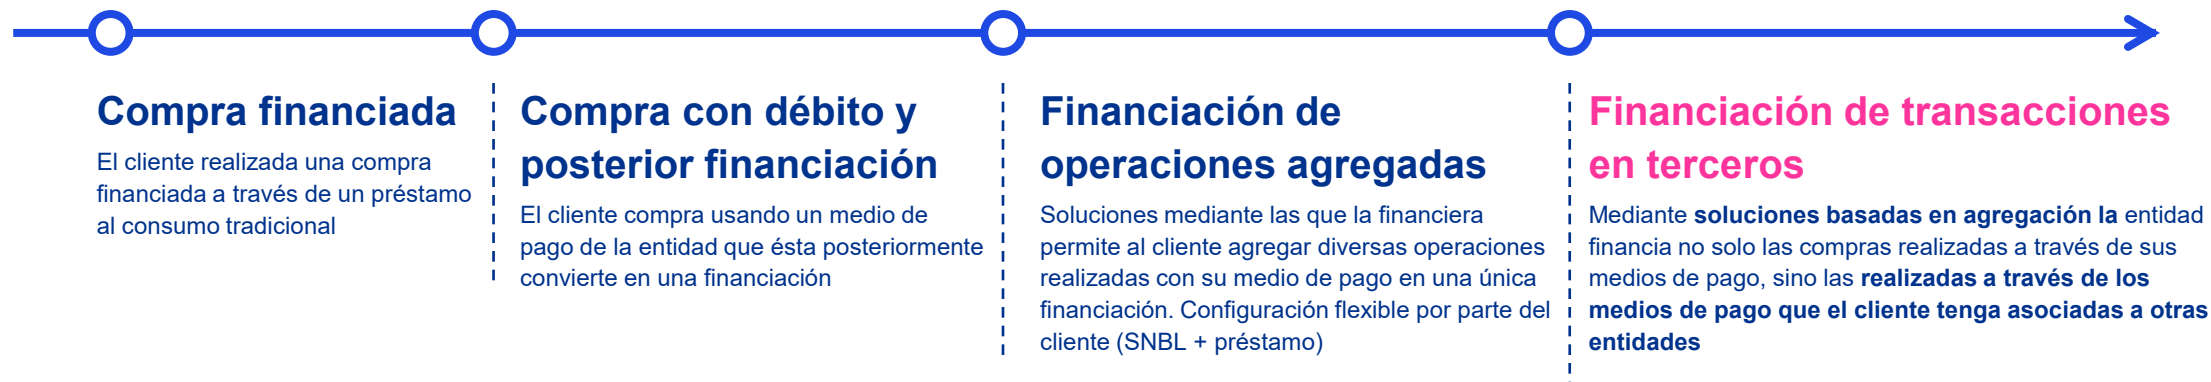 Compra financiada
El cliente realizada una compra
financiada a través de un préstamo
al consumo tradicional
Compra con débito y
posterior financiación
El cliente compra usando un medio de
pago de la entidad que ésta posteriormente
convierte en una financiación
Financiación de
operaciones agregadas
Soluciones mediante las que la financiera
permite al cliente agregar diversas operaciones
realizadas con su medio de pago en una única
financiación. Configuración flexible por parte del
cliente (SNBL + préstamo)
Financiación de transacciones
en terceros
Mediante soluciones basadas en agregación la entidad
financia no solo las compras realizadas a través de sus
medios de pago, sino las realizadas a través de los
medios de pago que el cliente tenga asociadas a otras
entidades